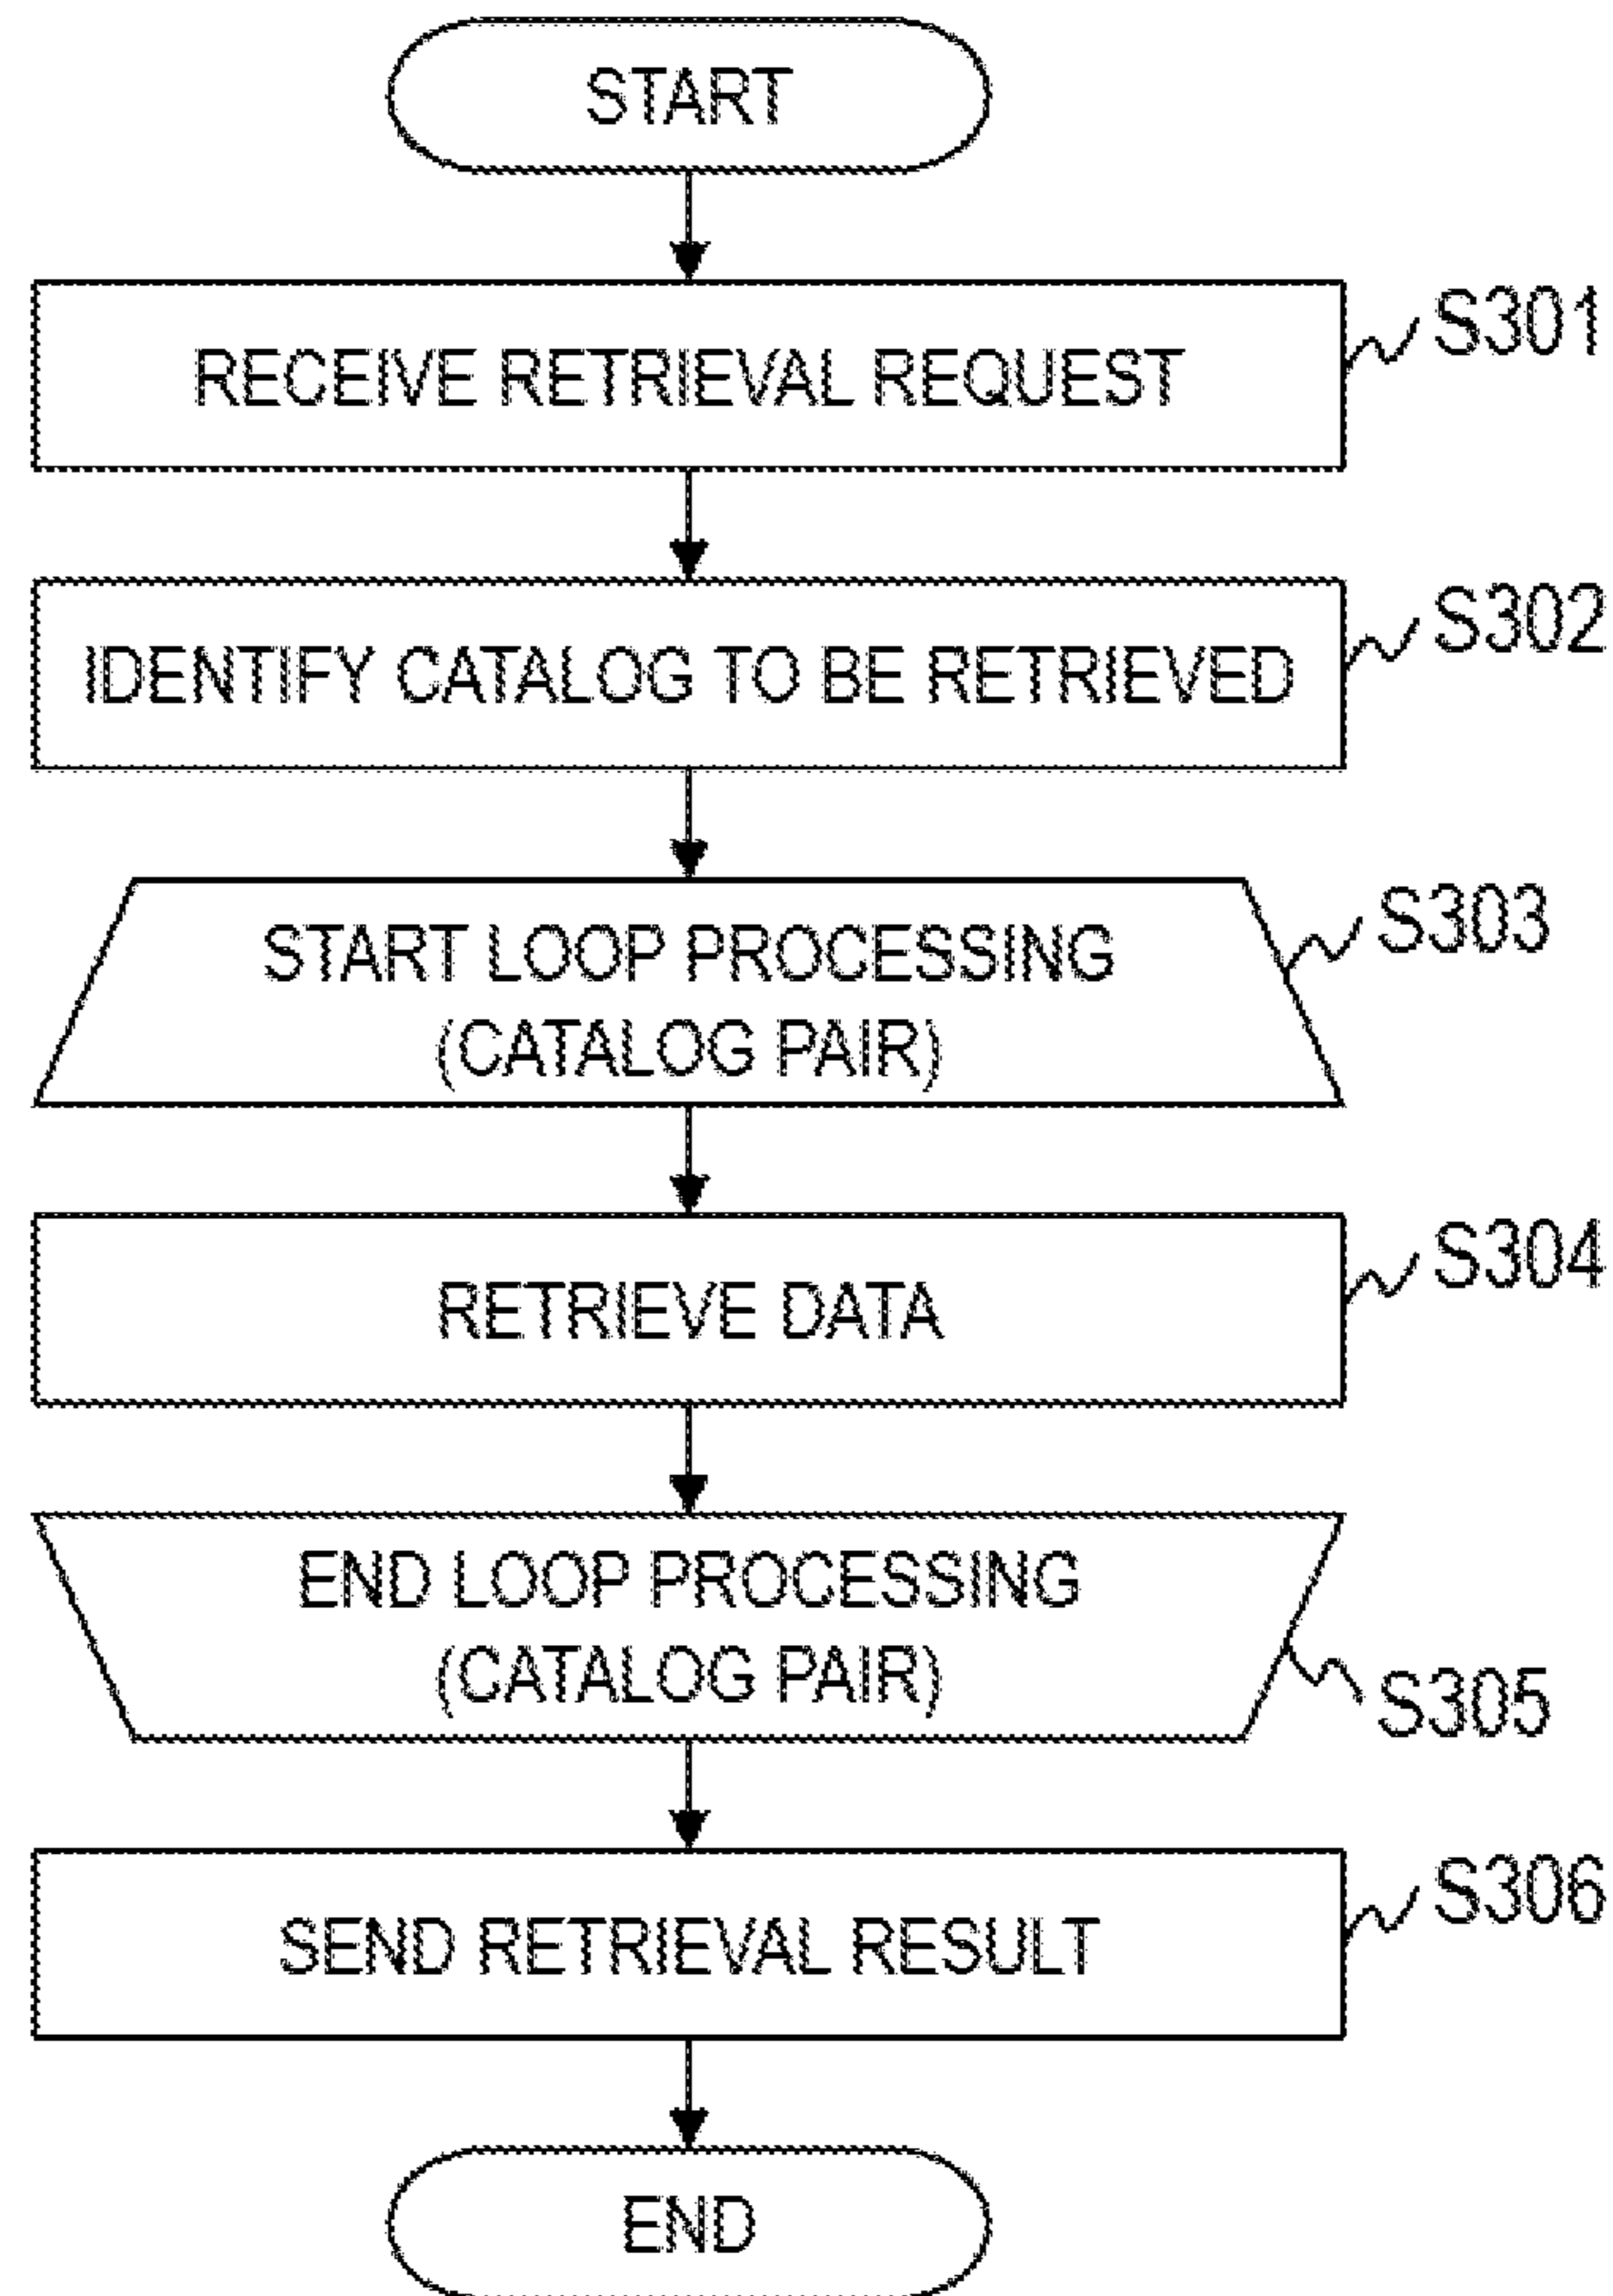 START
RECEIVE RETRIEVAL REQUEST
S301
IDENTIFY CATALOG TO BE RETRIEVED
S302
START LOOP PROCESSING
(CATALOG PAIR)
S303
RETRIEVE DATA
S304
END LOOP PROCESSING
(CATALOG PAIR)
S305
SEND RETRIEVAL RESULT
S306
END